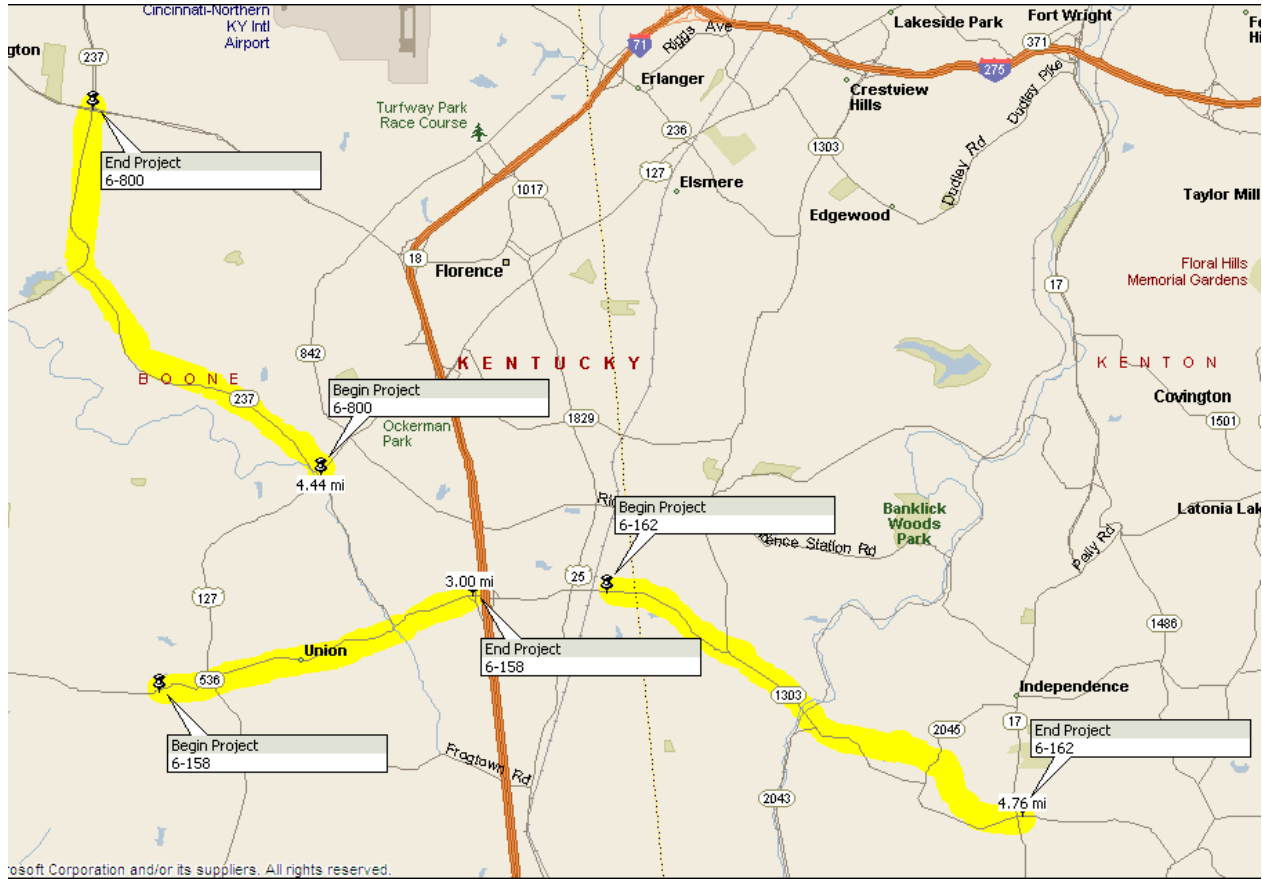 Cincinnati-Northern
KY Intl
Airport
ngton
237
71
Riggs Ave
Lakeside Park
Fort Wright
371
275
Erlanger
Crestview
Hills
Dudley Pike
Turfway Park
Race Course
236
1303
Dudley Rd
End Project
6-800
1017
127
Elsmere
Edgewood
Taylor Mill
18
Florence
17
Floral Hills
Memorial Gardens
842
KENTUCKY
KENTON
BOONE
237
Begin Project
6-800
Covington
1501
1829
Ockerman
Park
4.44 mi
Begin Project
6-162
Banklick
Woods
Park
Latonia Lak
ence Station Rd
Pelly Rd
3.00 mi
25
127
1486
End Project
6-158
Union
536
1303
Independence
17
2045
End Project
6-162
Begin Project
6-158
Frogtown Rd
2043
4.76 mi
rosoft Corporation and/or its suppliers. All rights reserved.